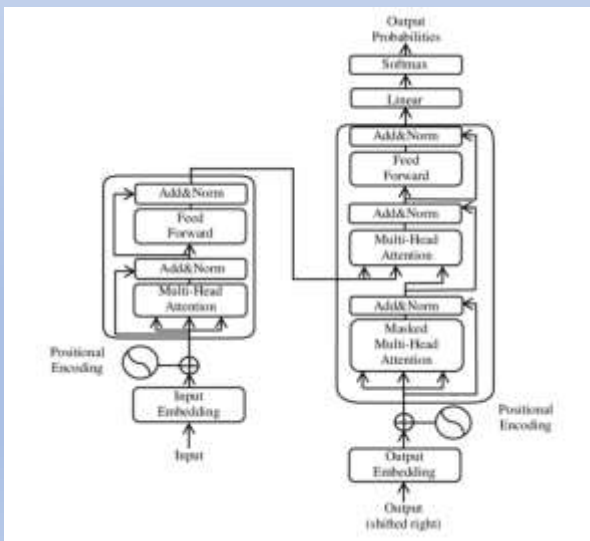 Output
Probabilities
Softmax
Linear
Add&Norm
Feed
Forward
Add&Norm
Multi-Head
Attention
Add&Norm
Masked
Multi-Head
Attention
Positional
Encoding
Output
Embedding
Output
(shifted right)
Add&Norm
Feed
Forward
Add&Norm
Multi-Head
Attention
Positional
Encoding
Input
Embedding
Input